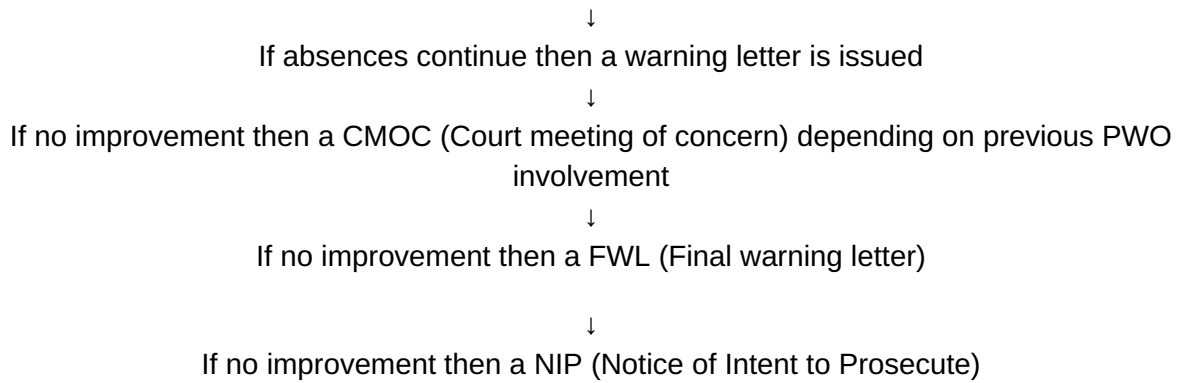 ↓
If absences continue then a warning letter is issued
↓
If no improvement then a CMOC (Court meeting of concern) depending on previous PWO
involvement
↓
If no improvement then a FWL (Final warning letter)
↓
If no improvement then a NIP (Notice of Intent to Prosecute)